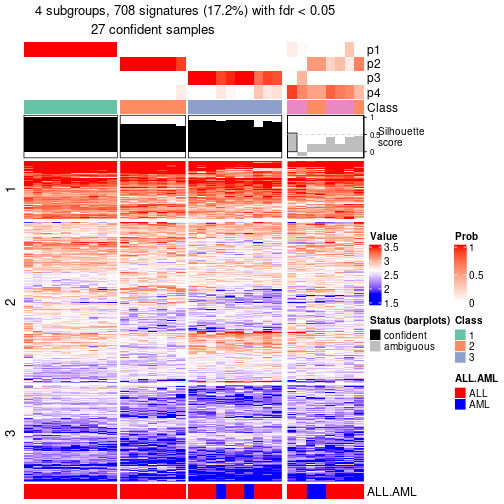 4 subgroups, 708 signatures (17.2%) with fdr < 0.05
27 confident samples
p1
p2
p3
p4
Class
1
0.5
0
Silhouette
score
1
2
3
ALL.AML
Value
3.5
3
2.5
2
1.5
Prob
1
0.5
0
Status (barplots)
confident
ambiguous
Class
1
2
3
ALL.AML
ALL
AML